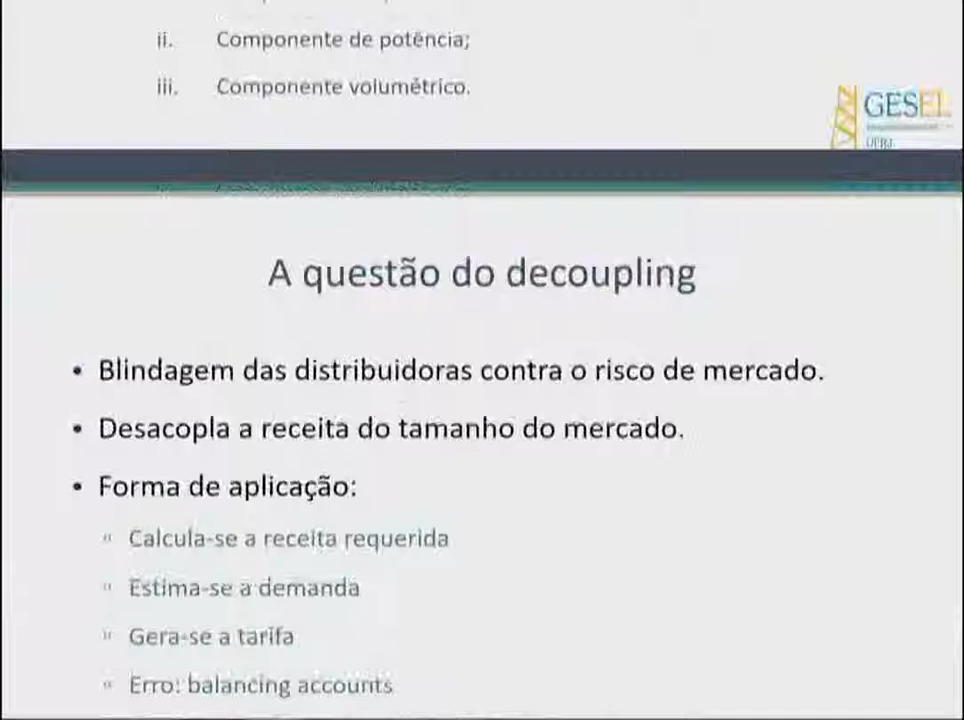 ii. Componente de potência;
iii. Componente volumétrico.
GESEL
UFRJ
A questão do decoupling
• Blindagem das distribuidoras contra o risco de mercado.
• Desacopla a receita do tamanho do mercado.
• Forma de aplicação:
▫ Calcula-se a receita requerida
▫ Estima-se a demanda
▫ Gera-se a tarifa
▫ Erro: balancing accounts